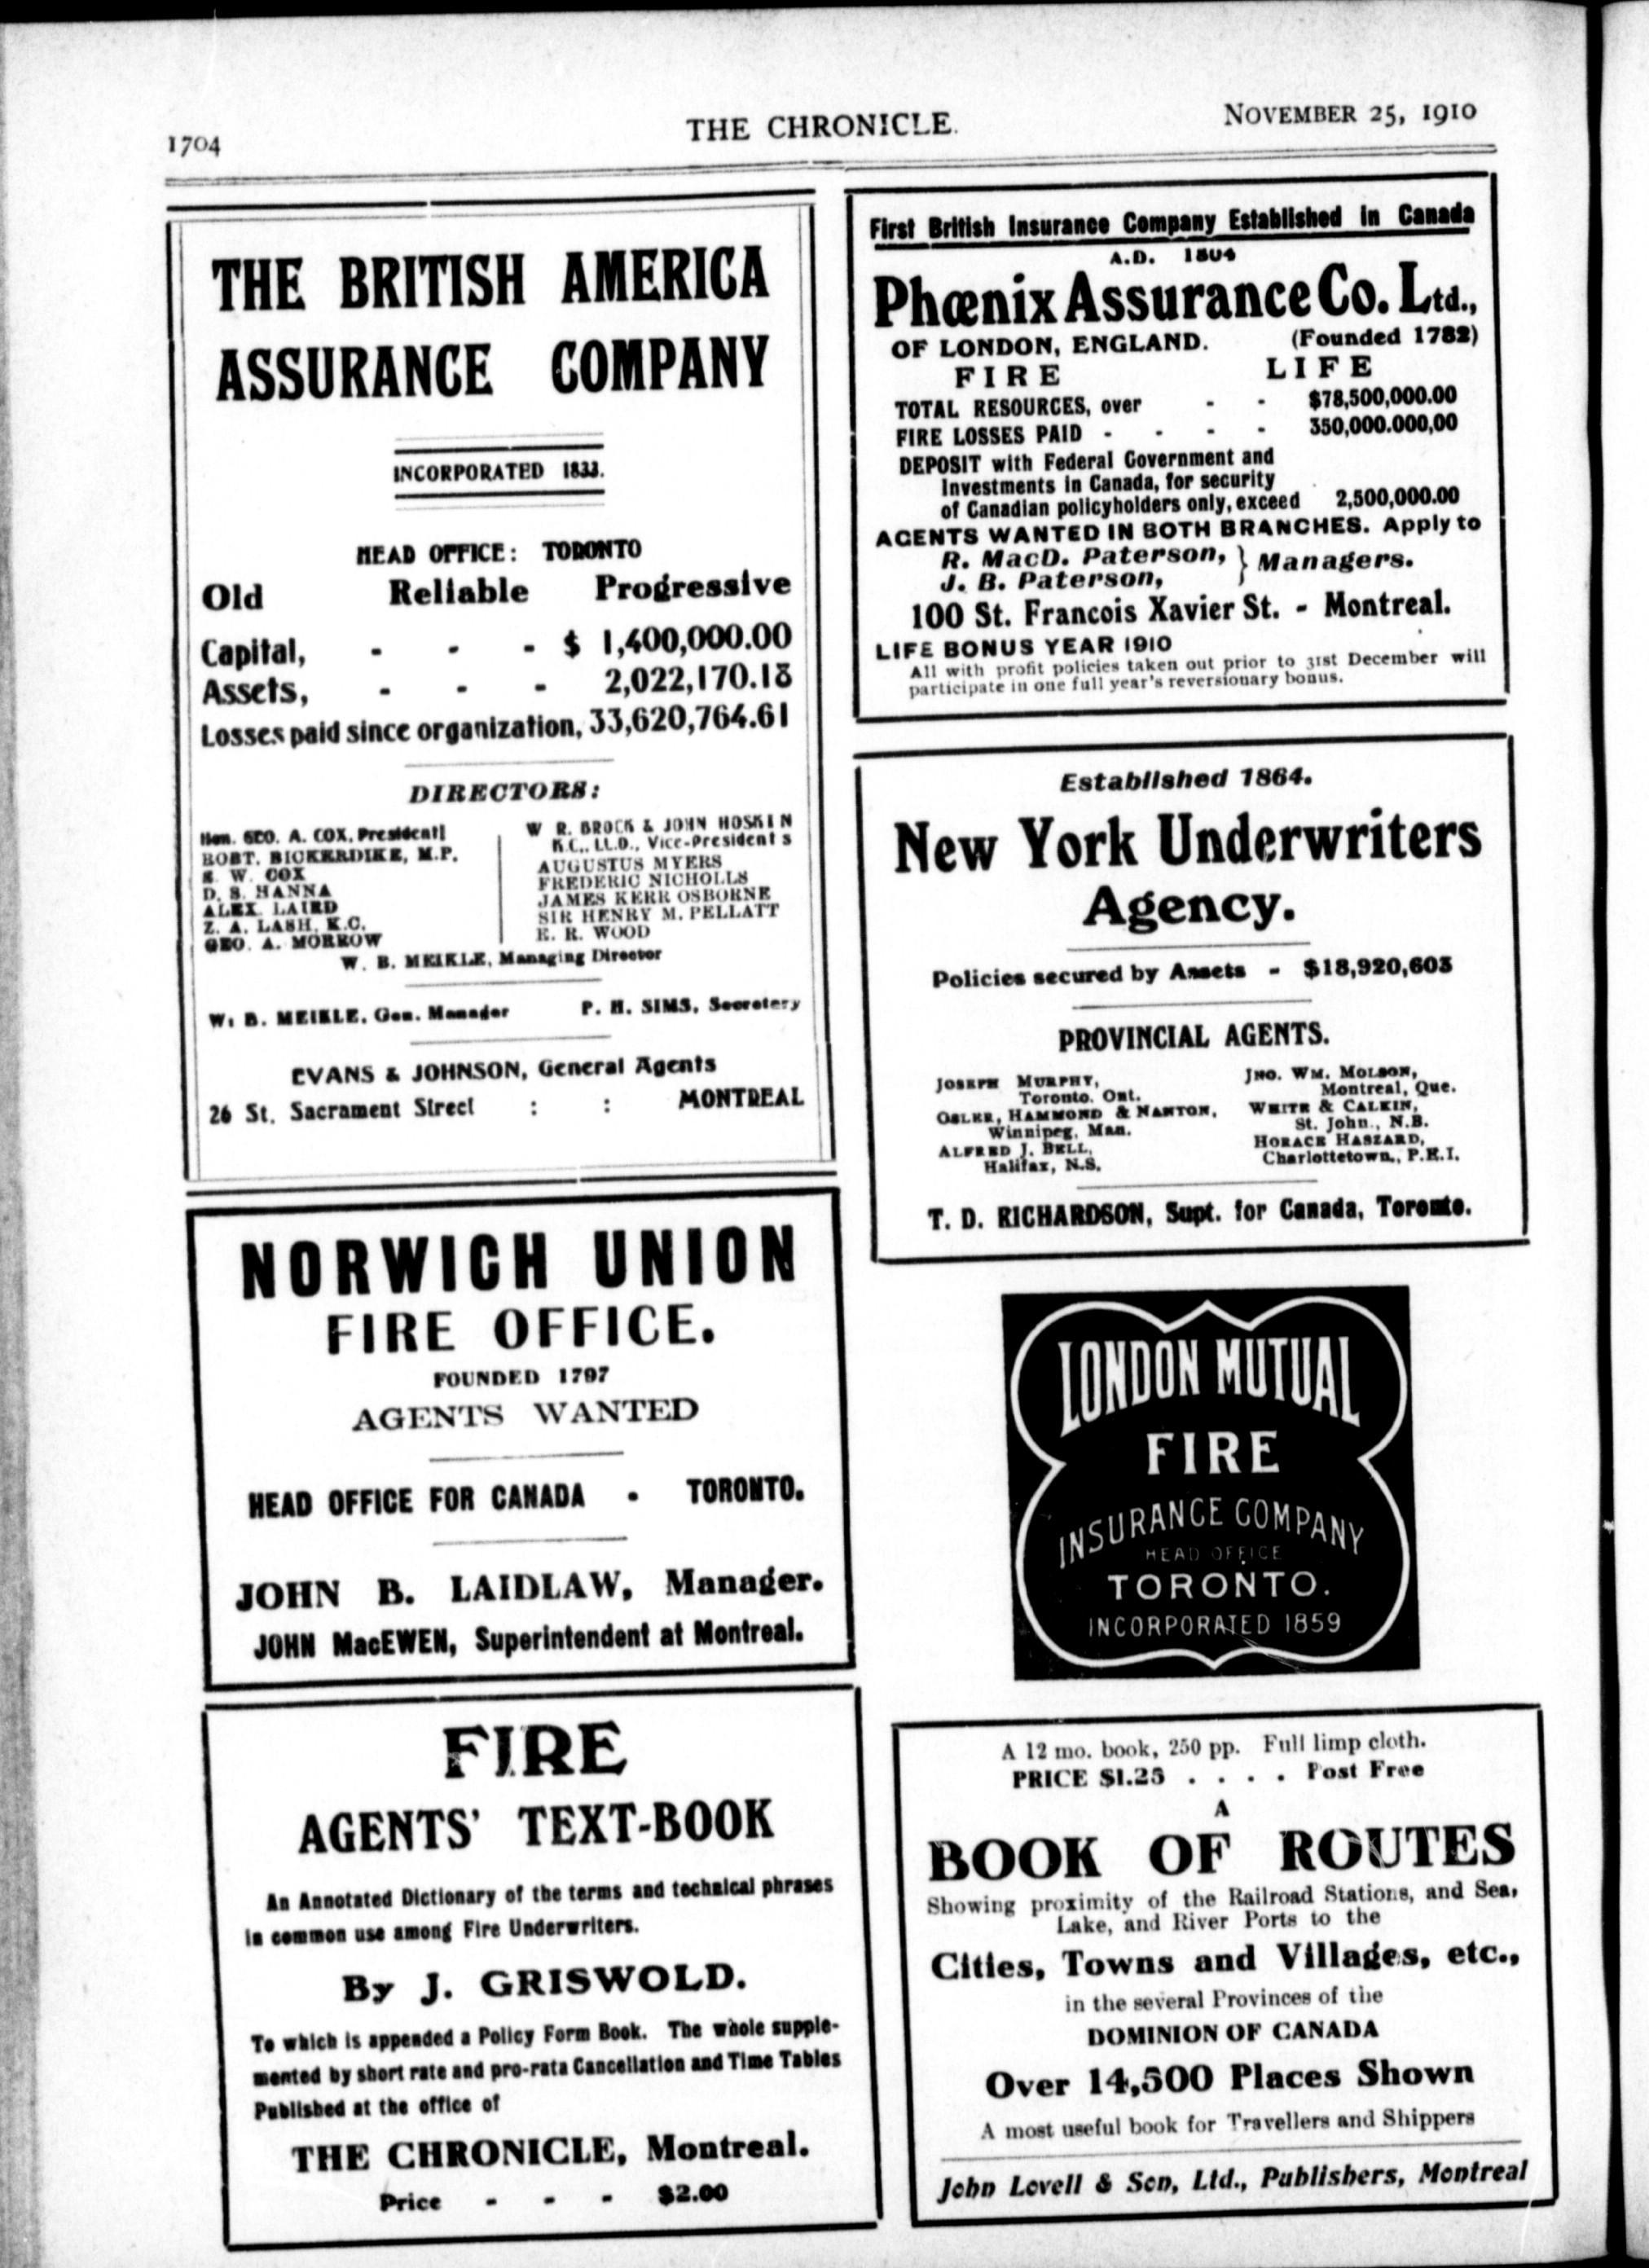 1704
THE CHRONICLE.
NOVEMBER 25, 1910
THE BRITISH AMERICA
ASSURANCE COMPANY
INCORPORATED 1833.
HEAD OFFICE: TORONTO
Old Reliable Progressive
Capital, - - - $ 1,400,000.00
Assets, - - - 2,022,170.18
Losses paid since organization, 33,620,764.61
DIRECTORS:
Hon. GEO. A. COX, President
ROBT. BICKERDIKE, M.P.
E. W. COX
D. B. HANNA
ALEX. LAIRD
Z. A. LASH, K.C.
GEO. A. MORROW
W R. BROCK & JOHN HOSKIN
K.C., LL.D., Vice-Presidents
AUGUSTUS MYERS
FREDERIC NICHOLLS
JAMES KERR OSBORNE
SIR HENRY M. PELLATT
E. R. WOOD
W. B. MEIKLE, Managing Director
W. B. MEIKLE, Gen. Manager P. H. SIMS, Secretary
EVANS & JOHNSON, General Agents
26 St. Sacrament Street : : MONTREAL
NORWICH UNION
FIRE OFFICE.
FOUNDED 1797
AGENTS WANTED
HEAD OFFICE FOR CANADA - TORONTO.
JOHN B. LAIDLAW, Manager.
JOHN MacEWEN, Superintendent at Montreal.
FIRE
AGENTS' TEXT-BOOK
An Annotated Dictionary of the terms and technical phrases
in common use among Fire Underwriters.
By J. GRISWOLD.
To which is appended a Policy Form Book. The whole supple-
mented by short rate and pro-rata Cancellation and Time Tables
Published at the office of
THE CHRONICLE, Montreal.
Price - - - $2.00
First British Insurance Company Established in Canada
A.D. 1804
Phœnix Assurance Co. Ltd.,
OF LONDON, ENGLAND. (Founded 1782)
FIRE LIFE
TOTAL RESOURCES, over - - $78,500,000.00
FIRE LOSSES PAID - - - - 350,000.000,00
DEPOSIT with Federal Government and
Investments in Canada, for security
of Canadian policyholders only, exceed 2,500,000.00
AGENTS WANTED IN BOTH BRANCHES. Apply to
R. MacD. Paterson, } Managers.
J. B. Paterson,
100 St. Francois Xavier St. - Montreal.
LIFE BONUS YEAR 1910
All with profit policies taken out prior to 31st December will
participate in one full year's reversionary bonus.
Established 1864.
New York Underwriters
Agency.
Policies secured by Assets - $18,920,603
PROVINCIAL AGENTS.
JOSEPH MURPHY,
Toronto. Ont.
OSLER, HAMMOND & NANTON,
Winnipeg, Man.
ALFRED J. BELL,
Halifax, N.S.
JNO. WM. MOLSON,
Montreal, Que.
WHITE & CALKIN,
St. John., N.B.
HORACE HASZARD,
Charlottetown., P.E.I.
T. D. RICHARDSON, Supt. for Canada, Toronto.
LONDON MUTUAL
FIRE
INSURANCE COMPANY
HEAD OFFICE
TORONTO.
INCORPORATED 1859
A 12 mo. book, 250 pp. Full limp cloth.
PRICE $1.25 . . . . Post Free
A
BOOK OF ROUTES
Showing proximity of the Railroad Stations, and Sea,
Lake, and River Ports to the
Cities, Towns and Villages, etc.,
in the several Provinces of the
DOMINION OF CANADA
Over 14,500 Places Shown
A most useful book for Travellers and Shippers
John Lovell & Son, Ltd., Publishers, Montreal